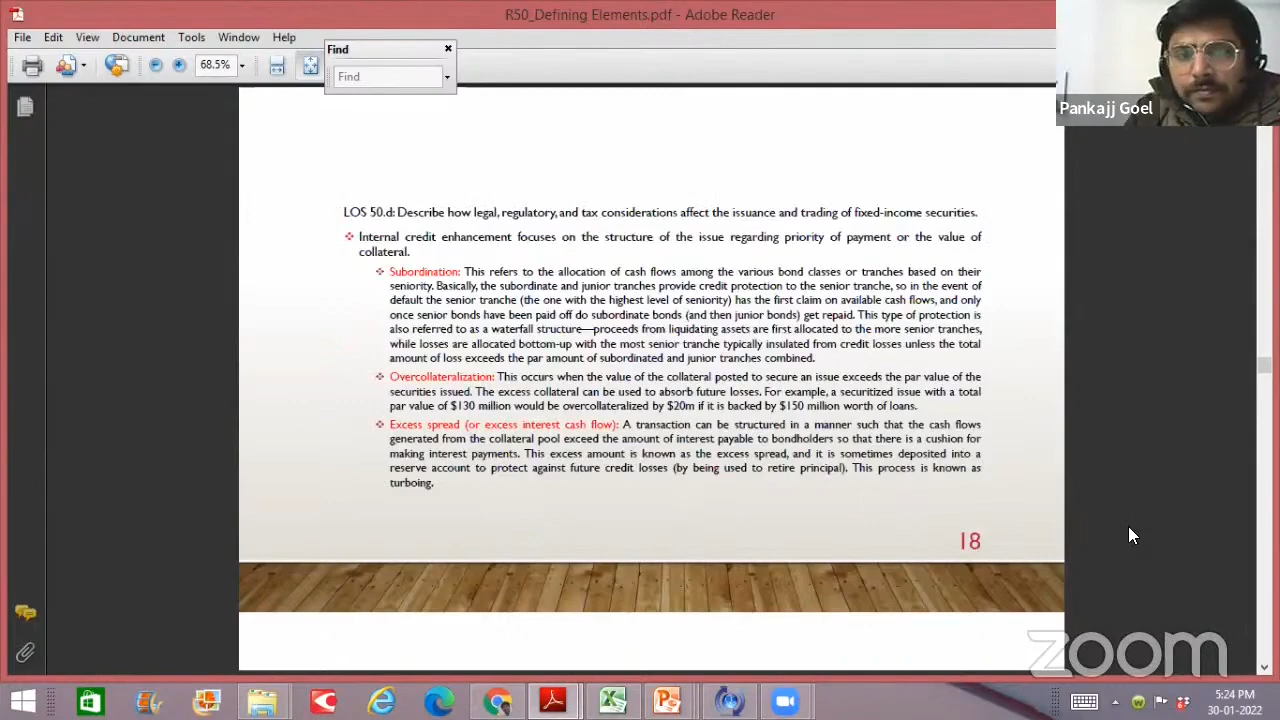 R50_Defining Elements.pdf - Adobe Reader
File Edit View Document Tools Window Help
Find
68.5%
Find
Pankajj Goel
LOS 50.d: Describe how legal, regulatory, and tax considerations affect the issuance and trading of fixed-income securities.
Internal credit enhancement focuses on the structure of the issue regarding priority of payment or the value of
collateral.
Subordination: This refers to the allocation of cash flows among the various bond classes or tranches based on their
seniority. Basically, the subordinate and junior tranches provide credit protection to the senior tranche, so in the event of
default the senior tranche (the one with the highest level of seniority) has the first claim on available cash flows, and only
once senior bonds have been paid off do subordinate bonds (and then junior bonds) get repaid. This type of protection is
also referred to as a waterfall structure—proceeds from liquidating assets are first allocated to the more senior tranches,
while losses are allocated bottom-up with the most senior tranche typically insulated from credit losses unless the total
amount of loss exceeds the par amount of subordinated and junior tranches combined.
Overcollateralization: This occurs when the value of the collateral posted to secure an issue exceeds the par value of the
securities issued. The excess collateral can be used to absorb future losses. For example, a securitized issue with a total
par value of $130 million would be overcollateralized by $20m if it is backed by $150 million worth of loans.
Excess spread (or excess interest cash flow): A transaction can be structured in a manner such that the cash flows
generated from the collateral pool exceed the amount of interest payable to bondholders so that there is a cushion for
making interest payments. This excess amount is known as the excess spread, and it is sometimes deposited into a
reserve account to protect against future credit losses (by being used to retire principal). This process is known as
turboing.
18
zoom
5:24 PM
30-01-2022